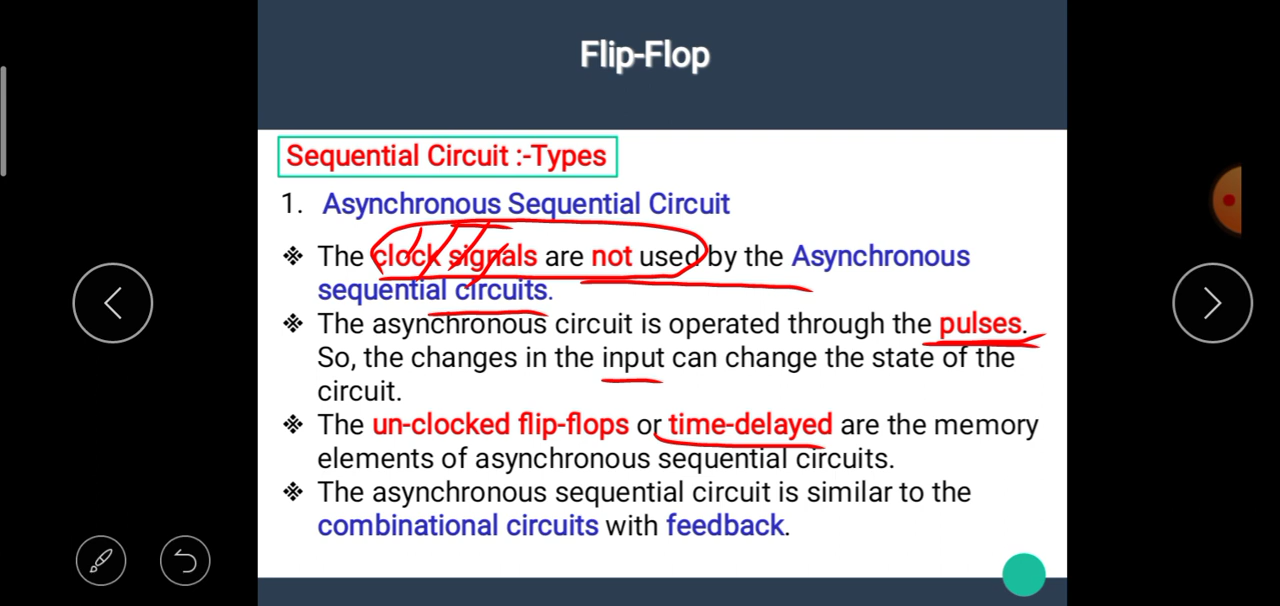 Flip-Flop
Sequential Circuit :-Types
1. Asynchronous Sequential Circuit
❖ The clock signals are not used by the Asynchronous
sequential circuits.
❖ The asynchronous circuit is operated through the pulses.
So, the changes in the input can change the state of the
circuit.
❖ The un-clocked flip-flops or time-delayed are the memory
elements of asynchronous sequential circuits.
❖ The asynchronous sequential circuit is similar to the
combinational circuits with feedback.